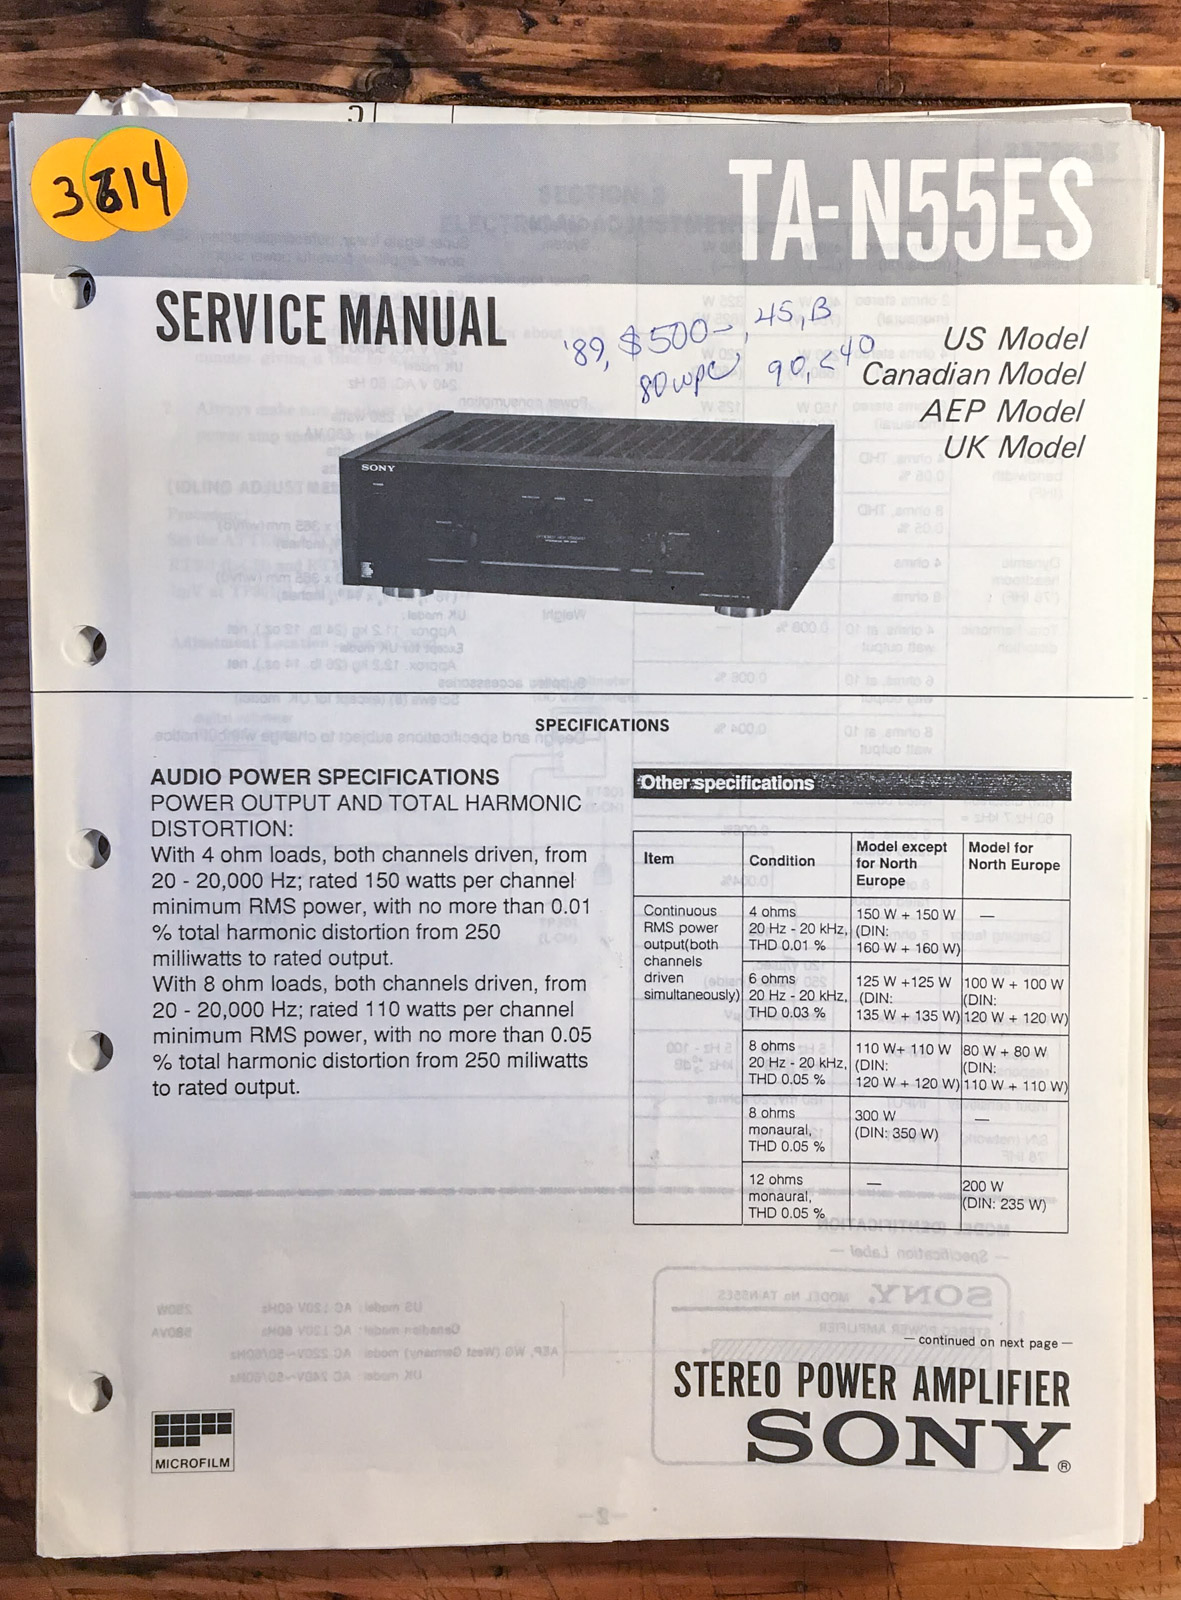 3814
TA-N55ES
SERVICE MANUAL
'89, $500-, 45, B
80wpc, 90, <40
US Model
Canadian Model
AEP Model
UK Model
SONY
SPECIFICATIONS
AUDIO POWER SPECIFICATIONS
POWER OUTPUT AND TOTAL HARMONIC
DISTORTION:
With 4 ohm loads, both channels driven, from
20 - 20,000 Hz; rated 150 watts per channel
minimum RMS power, with no more than 0.01
% total harmonic distortion from 250
milliwatts to rated output.
With 8 ohm loads, both channels driven, from
20 - 20,000 Hz; rated 110 watts per channel
minimum RMS power, with no more than 0.05
% total harmonic distortion from 250 miliwatts
to rated output.
Other specifications
Item Condition Model except for North Europe Model for North Europe
Continuous RMS power output(both channels driven simultaneously)
4 ohms 20 Hz - 20 kHz, THD 0.01 % 150 W + 150 W (DIN: 160 W + 160 W) —
6 ohms 20 Hz - 20 kHz, THD 0.03 % 125 W +125 W (DIN: 135 W + 135 W) 100 W + 100 W (DIN: 120 W + 120 W)
8 ohms 20 Hz - 20 kHz, THD 0.05 % 110 W+ 110 W (DIN: 120 W + 120 W) 80 W + 80 W (DIN: 110 W + 110 W)
8 ohms monaural, THD 0.05 % 300 W (DIN: 350 W) —
12 ohms monaural, THD 0.05 % — 200 W (DIN: 235 W)
— continued on next page —
STEREO POWER AMPLIFIER
SONY®
MICROFILM